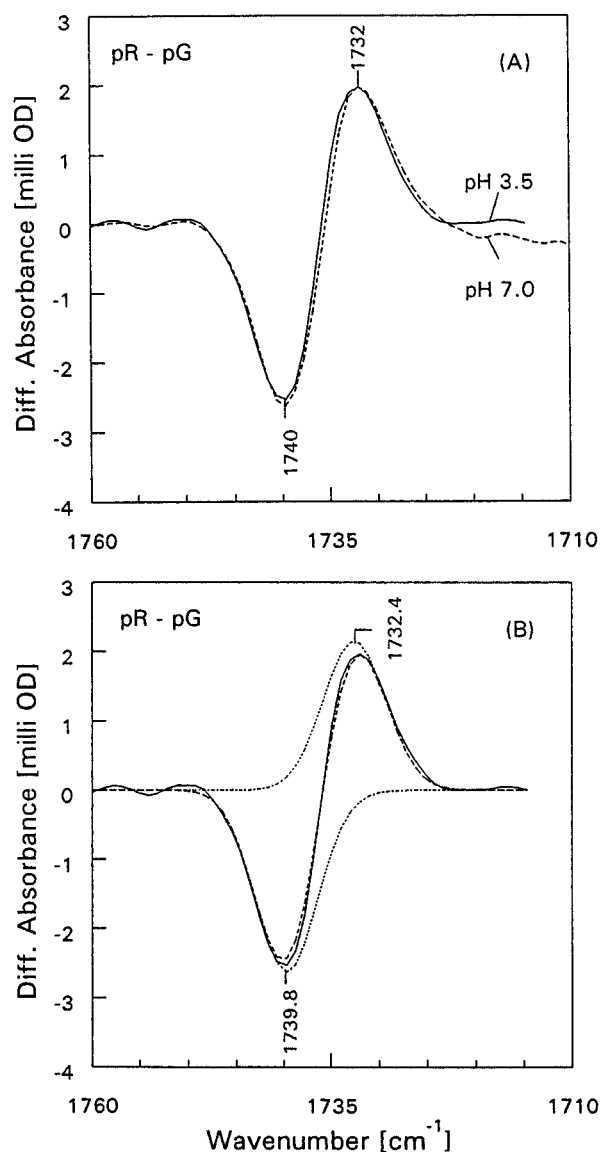 3
2
1
0
-1
-2
-3
-4
Diff. Absorbance [milli OD]
pR - pG
(A)
1732
pH 3.5
pH 7.0
1740
1760
1735
1710
3
2
1
0
-1
-2
-3
-4
Diff. Absorbance [milli OD]
pR - pG
(B)
1732.4
1739.8
1760
1735
1710
Wavenumber [cm⁻¹]